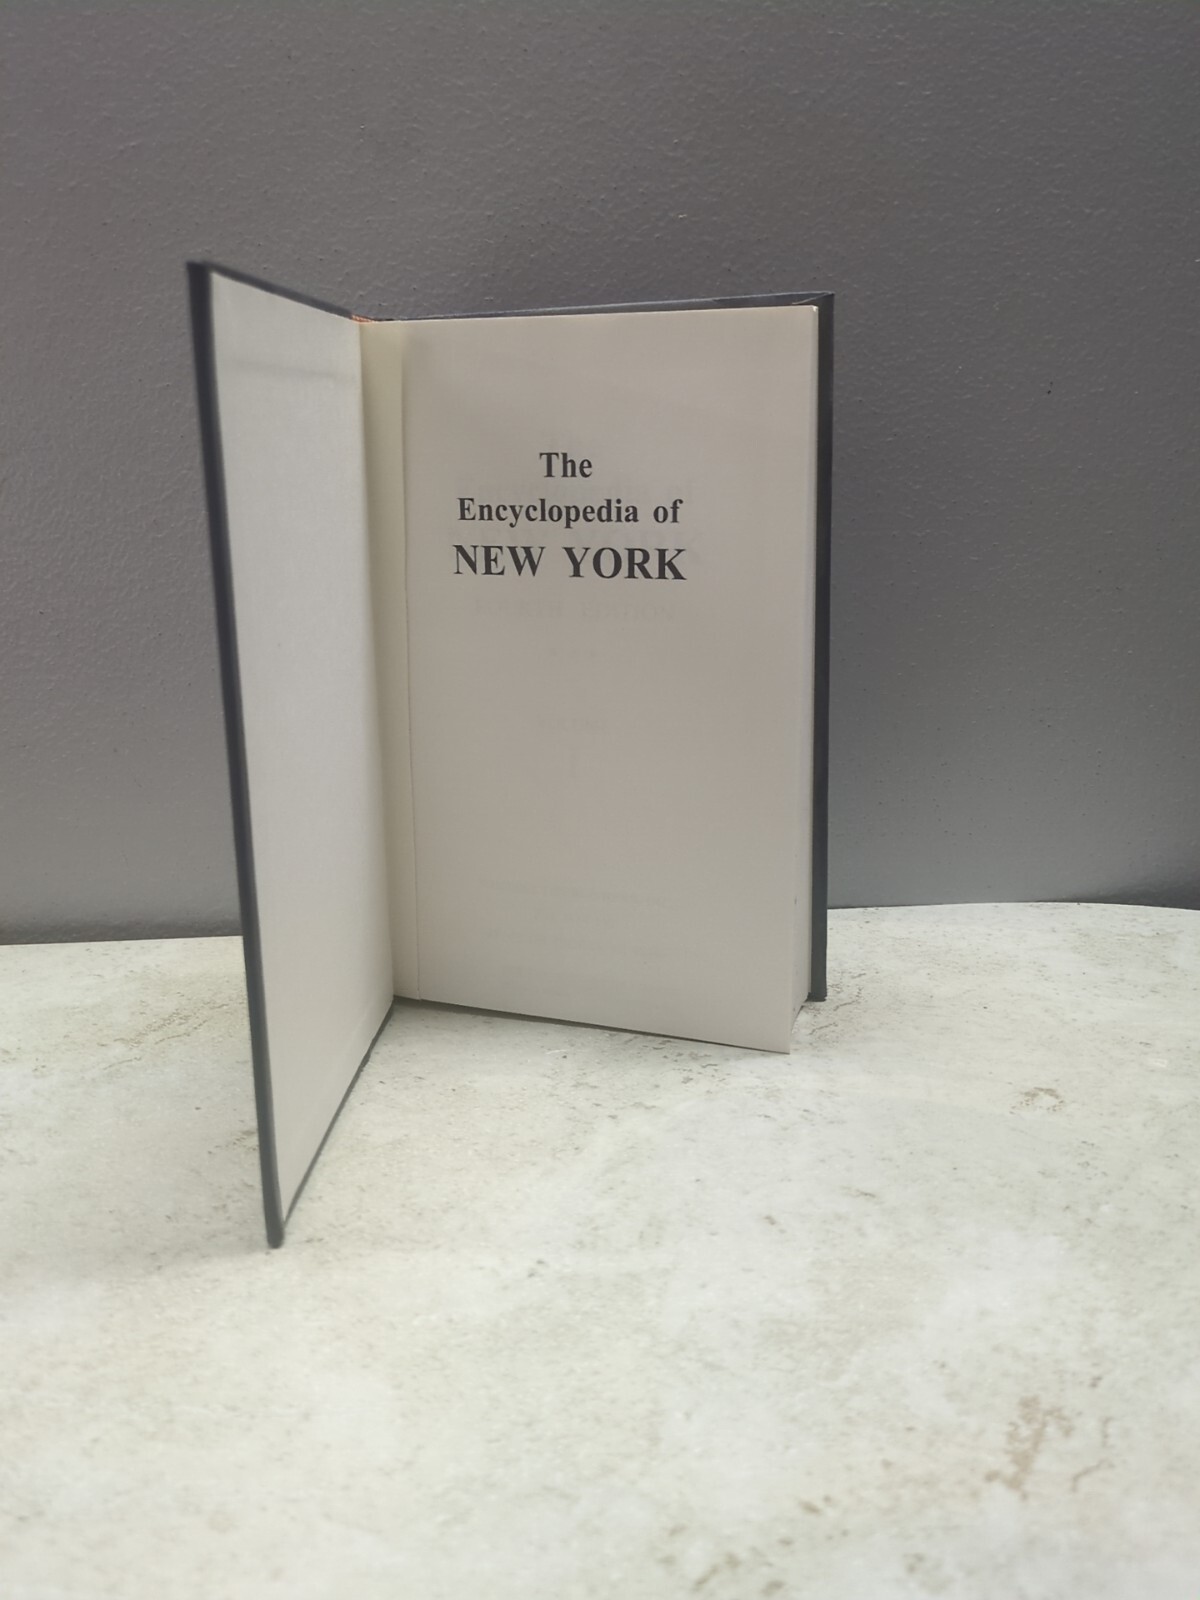 The
Encyclopedia of
NEW YORK